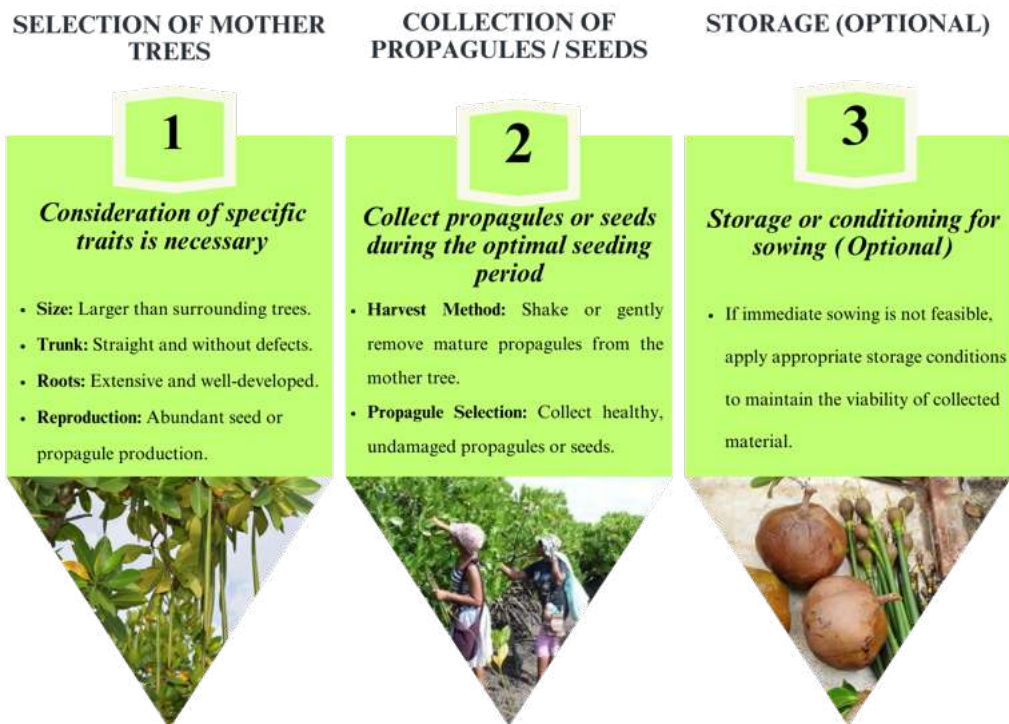 SELECTION OF MOTHER
TREES
1
Consideration of specific
traits is necessary
• Size: Larger than surrounding trees.
• Trunk: Straight and without defects.
• Roots: Extensive and well-developed.
• Reproduction: Abundant seed or
propagule production.
COLLECTION OF
PROPAGULES / SEEDS
2
Collect propagules or seeds
during the optimal seeding
period
• Harvest Method: Shake or gently
remove mature propagules from the
mother tree.
• Propagule Selection: Collect healthy,
undamaged propagules or seeds.
STORAGE (OPTIONAL)
3
Storage or conditioning for
sowing (Optional)
• If immediate sowing is not feasible,
apply appropriate storage conditions
to maintain the viability of collected
material.